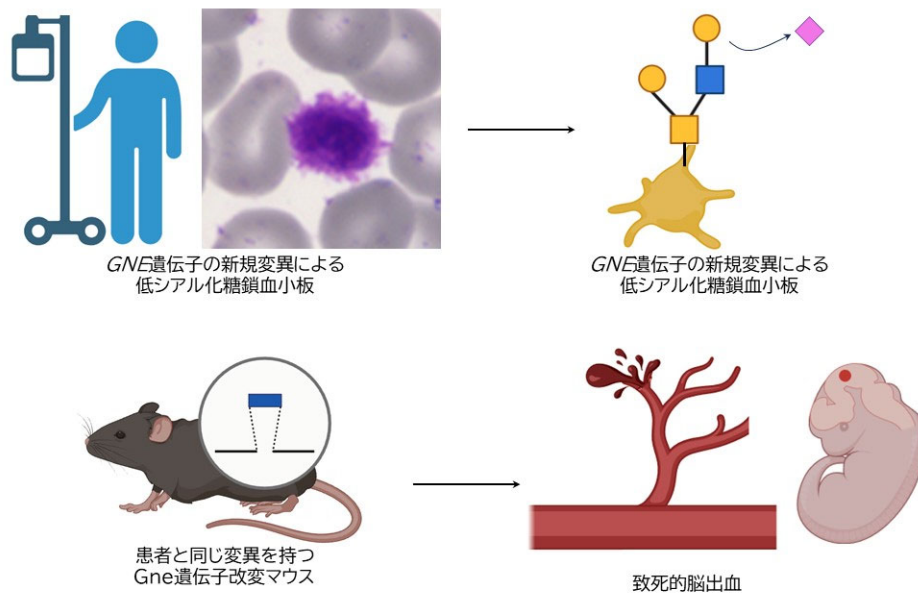 GNE遺伝子の新規変異による
低シアル化糖鎖血小板
GNE遺伝子の新規変異による
低シアル化糖鎖血小板
患者と同じ変異を持つ
Gne遺伝子改変マウス
致死的脳出血